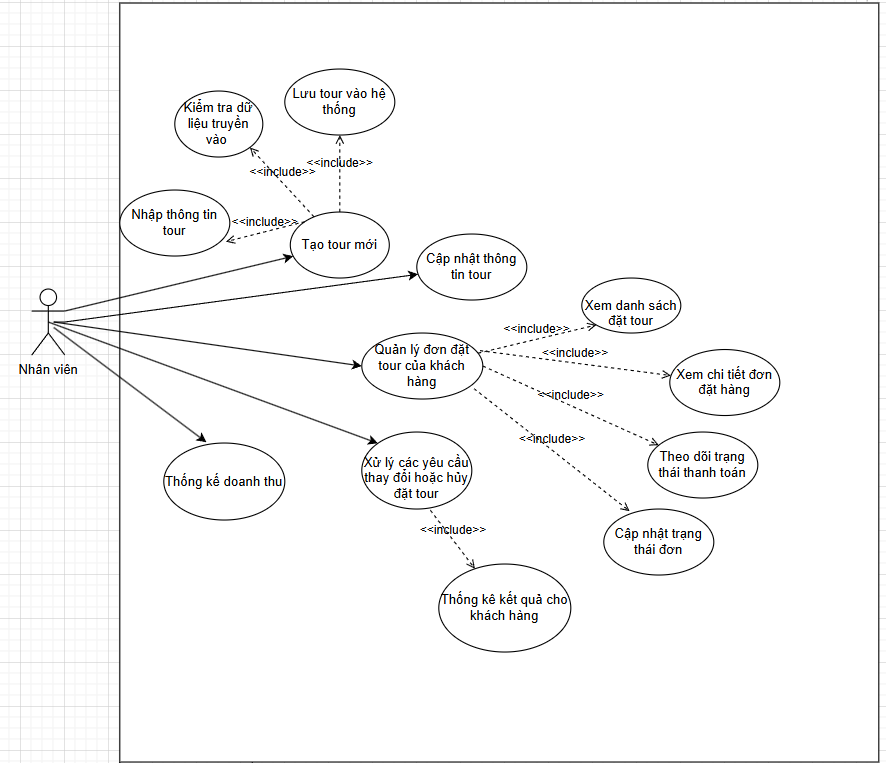 Lưu tour vào hệ
thống
Kiểm tra dữ
liệu truyền
vào
<<include>>
<<include>>
Nhập thông tin
tour
<<include>>
Tạo tour mới
Cập nhật thông
tin tour
Xem danh sách
đặt tour
<<include>>
Quản lý đơn đặt
tour của khách
hàng
<<include>>
Xem chi tiết đơn
đặt hàng
Nhân viên
<<include>>
<<include>>
Theo dõi trạng
thái thanh toán
Thống kế doanh thu
Xử lý các yêu cầu
thay đổi hoặc hủy
đặt tour
<<include>>
Cập nhật trạng
thái đơn
Thống kê kết quả cho
khách hàng